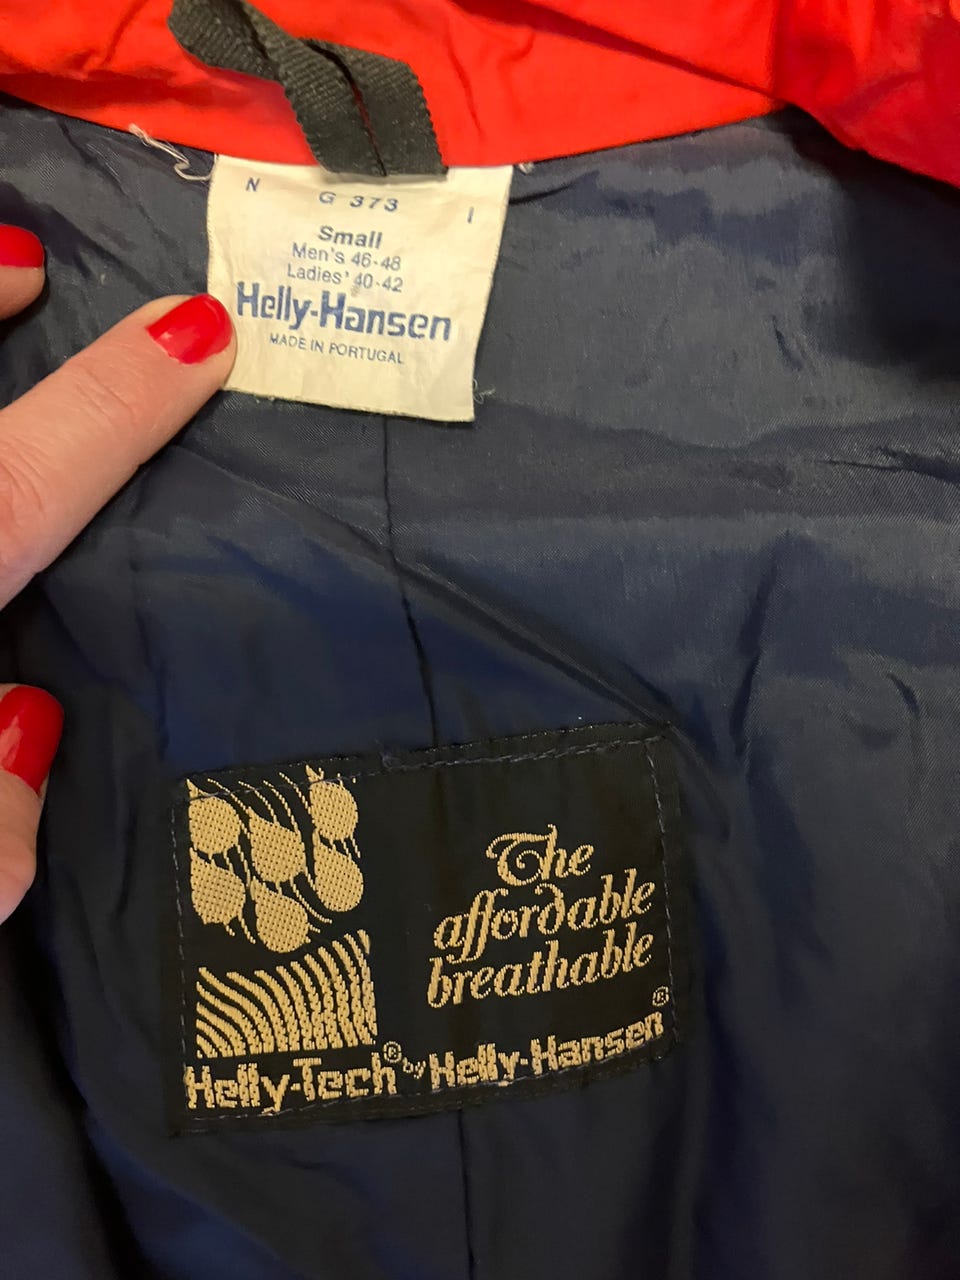 N
G 373
I
Small
Men's 46-48
Ladies' 40-42
Helly-Hansen
MADE IN PORTUGAL
The
affordable
breathable
Helly-Tech® by Helly-Hansen®